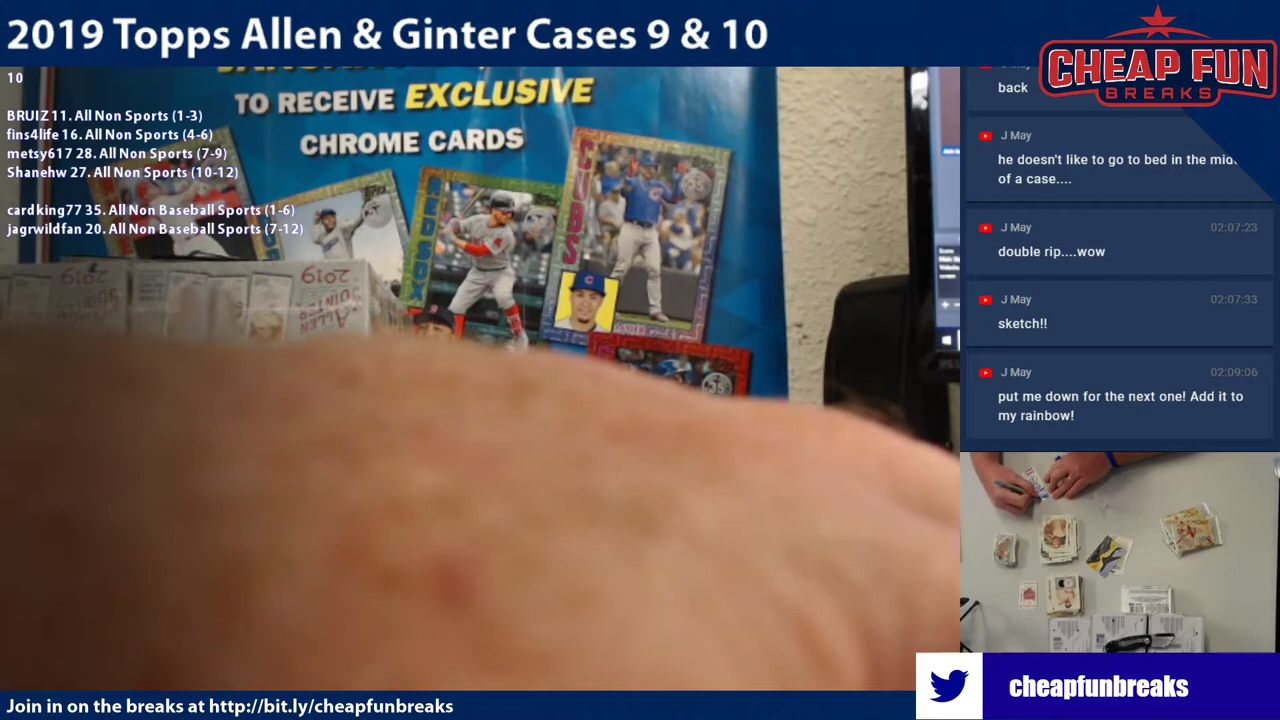 2019 Topps Allen & Ginter Cases 9 & 10
10
BRUIZ 11. All Non Sports (1-3)
fins4life 16. All Non Sports (4-6)
metsy617 28. All Non Sports (7-9)
Shanehw 27. All Non Sports (10-12)
cardking77 35. All Non Baseball Sports (1-6)
jagrwildfan 20. All Non Baseball Sports (7-12)
TO RECEIVE EXCLUSIVE
CHROME CARDS
CUBS
RED SOX
Topps
2019
2019
CHEAP FUN
BREAKS
back
J May
he doesn't like to go to bed in the
of a case....
J May 02:07:23
double rip....wow
J May 02:07:33
sketch!!
J May 02:09:06
put me down for the next one! Add it to
my rainbow!
cheapfunbreaks
Join in on the breaks at http://bit.ly/cheapfunbreaks